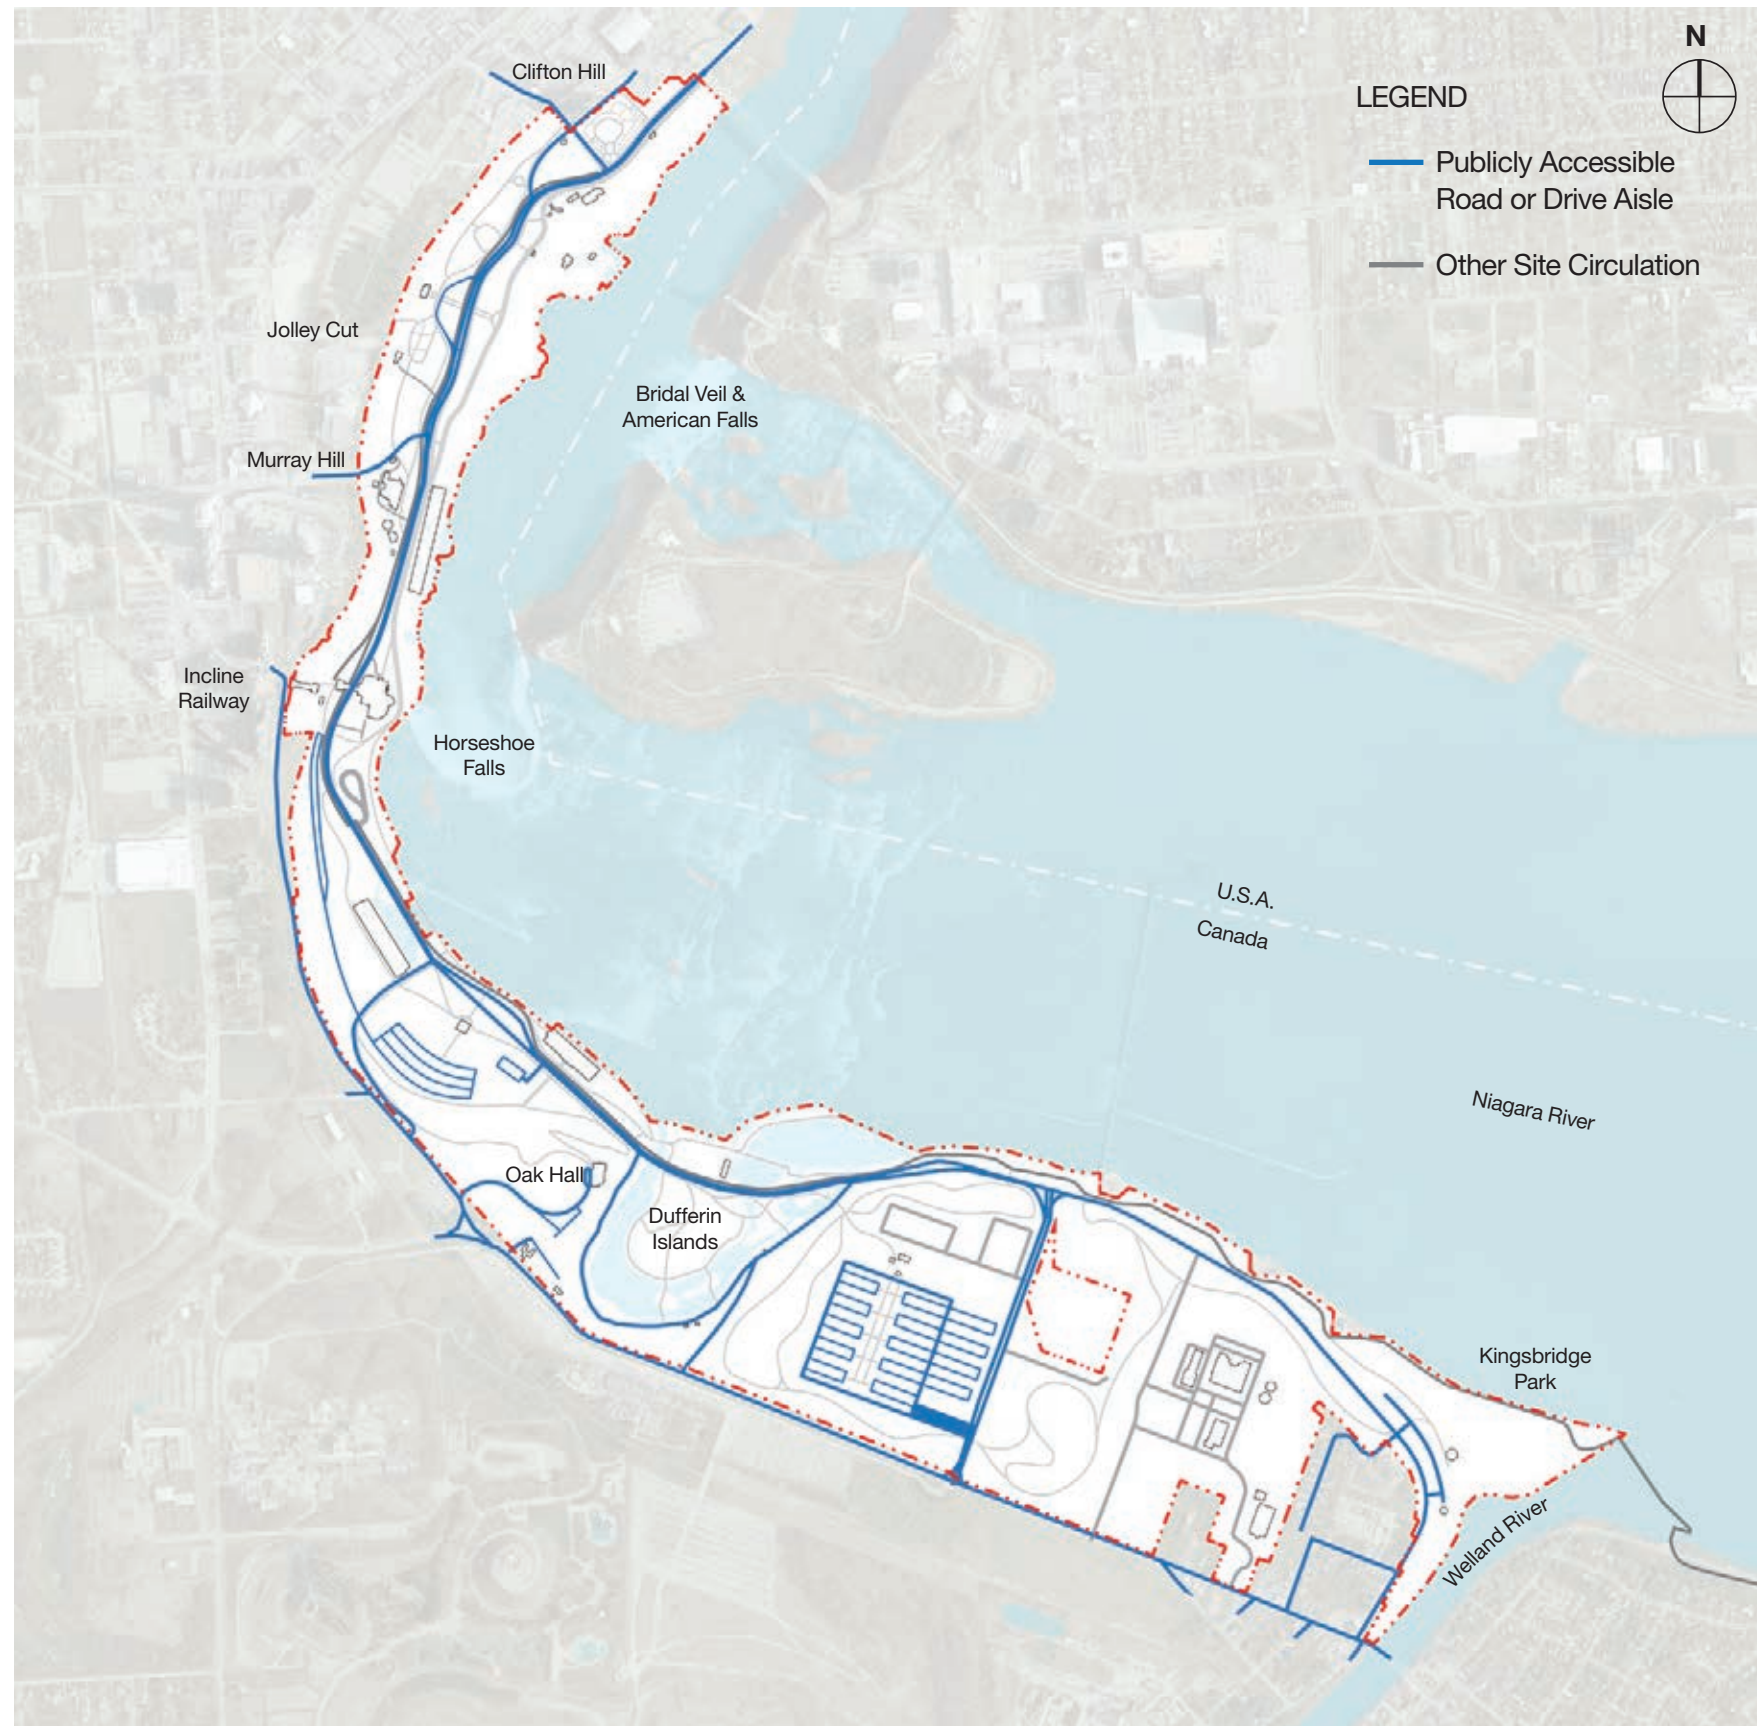 Clifton Hill
N
LEGEND
Publicly Accessible
Road or Drive Aisle
Other Site Circulation
Jolley Cut
Bridal Veil &
American Falls
Murray Hill
Incline
Railway
Horseshoe
Falls
U.S.A.
Canada
Niagara River
Oak Hall
Dufferin
Islands
Kingsbridge
Park
Welland River